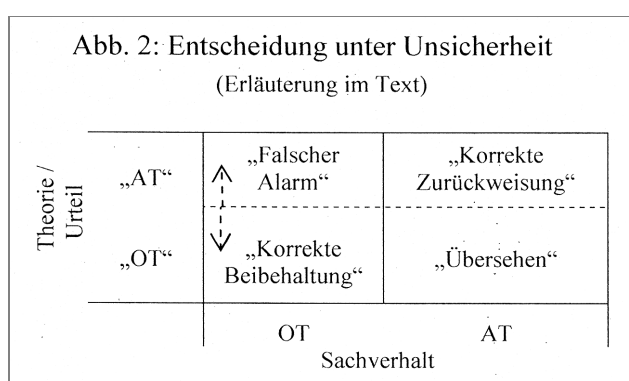 Abb. 2: Entscheidung unter Unsicherheit
(Erläuterung im Text)
Theorie /
Urteil
„AT“
„Falscher
Alarm“
„Korrekte
Zurückweisung“
„OT“
„Korrekte
Beibehaltung“
„Übersehen“
OT
AT
Sachverhalt